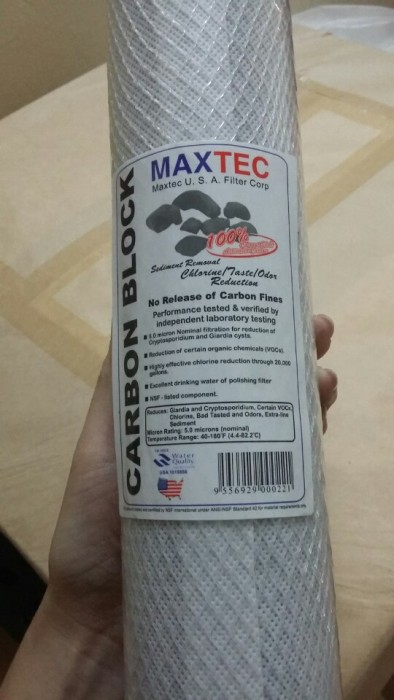 CARBON BLOCK
MAXTEC
Maxtec U. S. A. Filter Corp
100%
Sediment Removal
Chlorine/Taste/Odor
Reduction
No Release of Carbon Fines
Performance tested & verified by
independent laboratory testing
5.0 micron Nominal filtration for reduction of
Cryptosporidium and Giardia cysts.
Reduction of certain organic chemicals (VOCs).
Highly effective chlorine reduction through 20,000
gallons.
Excellent drinking water of polishing filter
NSF - listed component.
Reduces: Giardia and Cryptosporidium, Certain VOCs
Chlorine, Bad Tasted and Odors, Extra-fine
Sediment
Micron Rating: 5.0 microns (nominal)
Temperature Range: 40-180°F (4.4-82.2°C)
Water
Quality
9 556929 000221